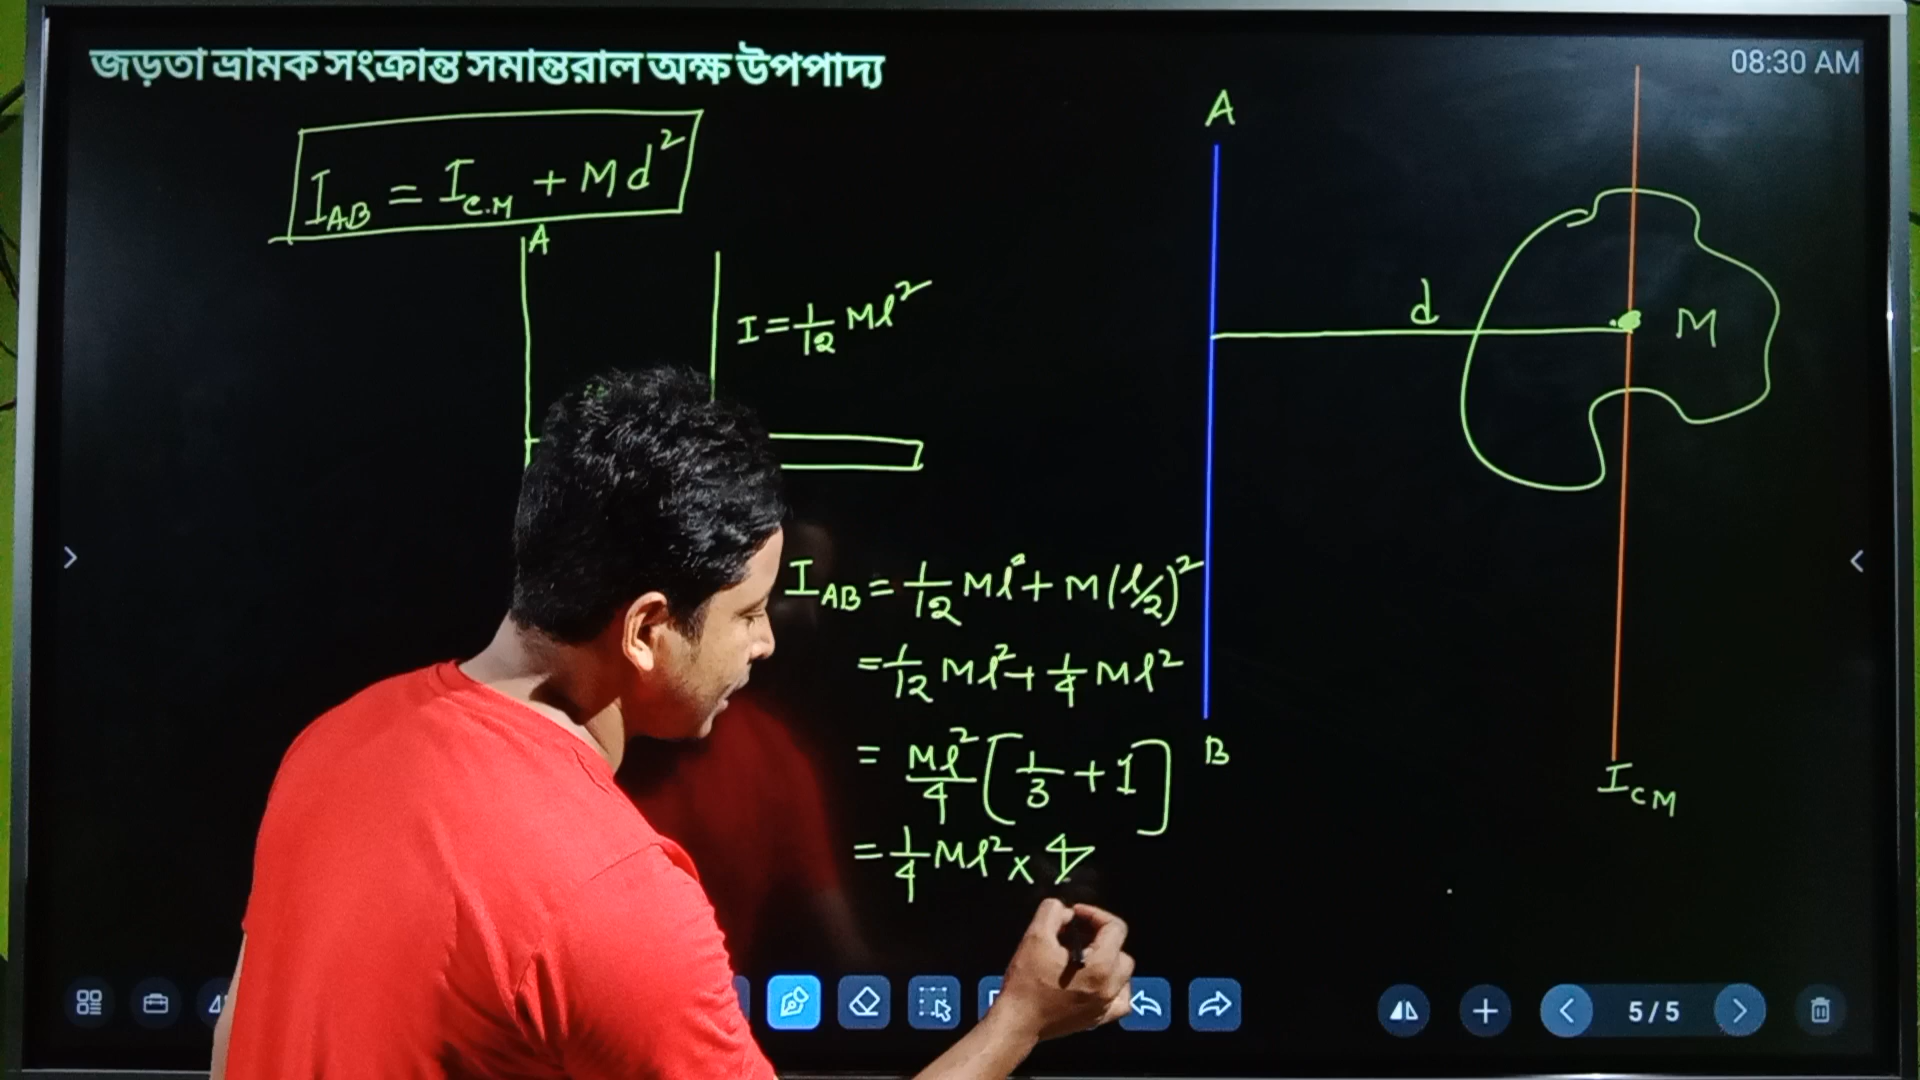 জড়তা ভ্রামক সংক্রান্ত সমান্তরাল অক্ষ উপপাদ্য
08:30 AM
I_AB = I_C.M + Md²
A
I = 1/12 Ml²
A
d
M
I_AB = 1/12 Ml² + M(l/2)²
= 1/12 Ml² + 1/4 Ml²
= Ml²/4 [1/3 + 1]
B
I_CM
= 1/4 Ml² × 4/
5/5